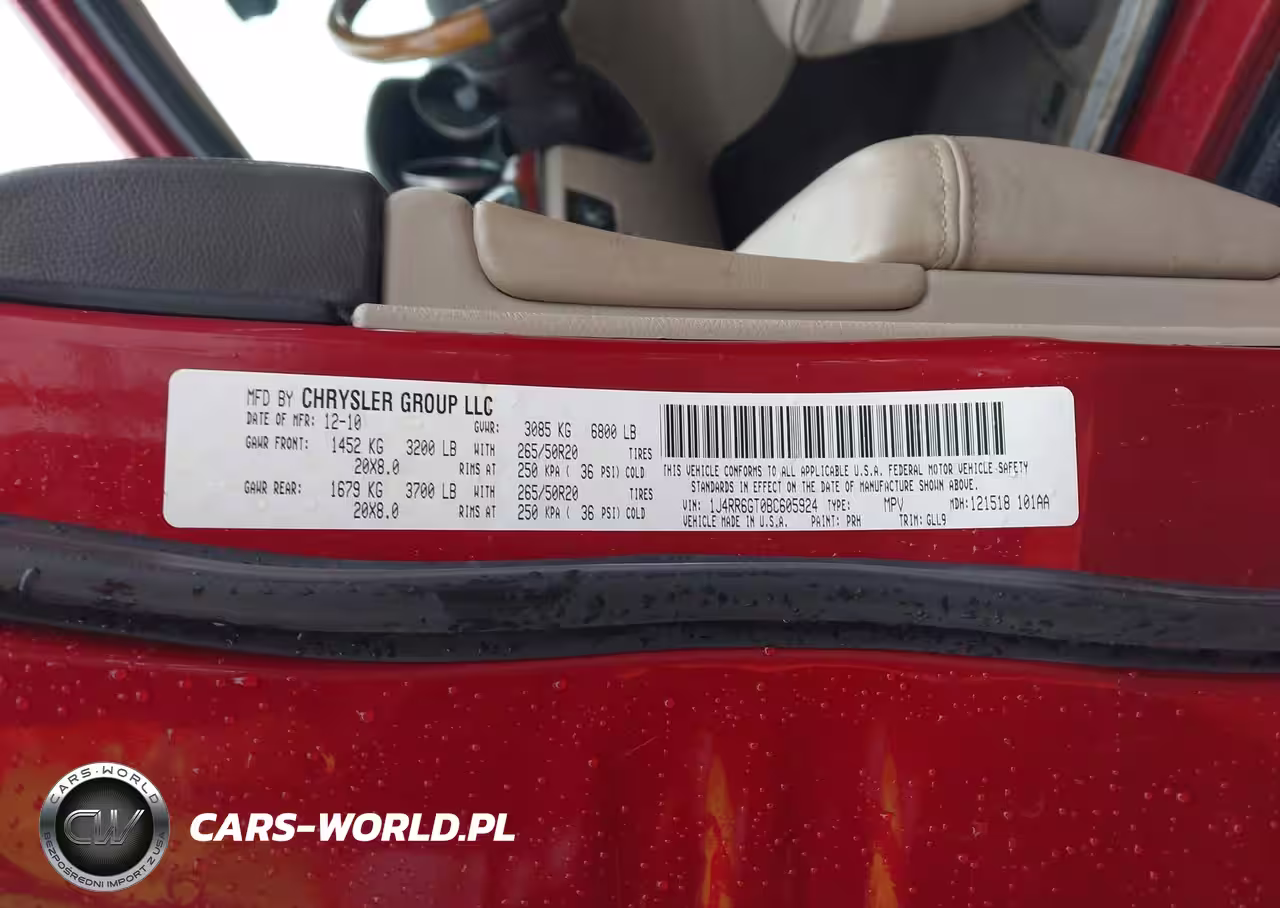 MFD BY CHRYSLER GROUP LLC
DATE OF MFR: 12-10 GVWR: 3085 KG 6800 LB
GAWR FRONT: 1452 KG 3200 LB WITH 265/50R20 TIRES
20X8.0 RIMS AT 250 KPA ( 36 PSI) COLD
GAWR REAR: 1679 KG 3700 LB WITH 265/50R20 TIRES
20X8.0 RIMS AT 250 KPA ( 36 PSI) COLD
THIS VEHICLE CONFORMS TO ALL APPLICABLE U.S.A. FEDERAL MOTOR VEHICLE SAFETY
STANDARDS IN EFFECT ON THE DATE OF MANUFACTURE SHOWN ABOVE.
VIN: 1J4RR6GT0BC605924 TYPE: MPV MDH:121518 101AA
VEHICLE MADE IN U.S.A. PAINT: PRH TRIM: GLL9
CARS-WORLD
CW
BEZPOŚREDNI IMPORT Z USA
CARS-WORLD.PL